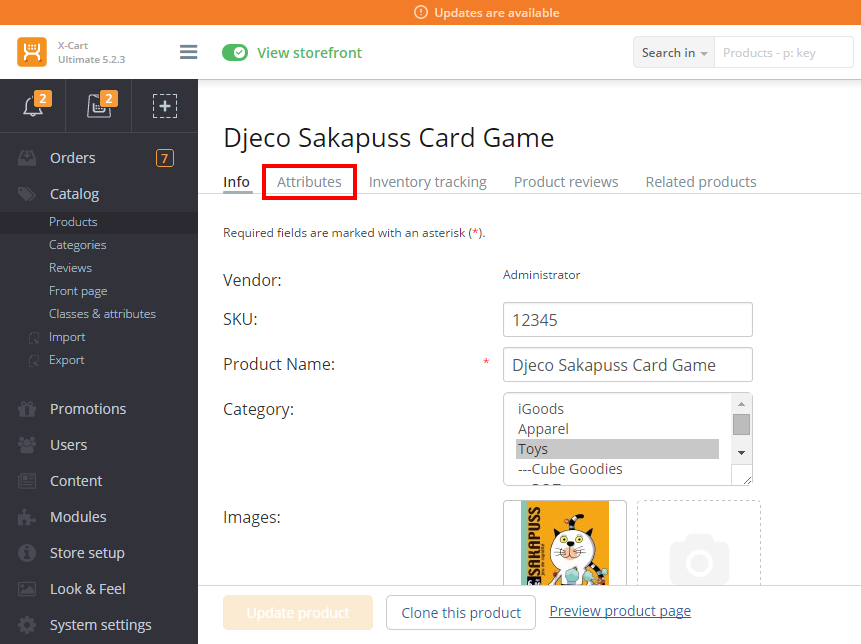 Updates are available
X-Cart
Ultimate 5.2.3
View storefront
Search in
Products - p: key
2
2
Orders
7
Catalog
Products
Categories
Reviews
Front page
Classes & attributes
Import
Export
Promotions
Users
Content
Modules
Store setup
Look & Feel
System settings
Djeco Sakapuss Card Game
Info Attributes Inventory tracking Product reviews Related products
Required fields are marked with an asterisk (*).
Vendor: Administrator
SKU: 12345
Product Name: * Djeco Sakapuss Card Game
Category:
iGoods
Apparel
Toys
---Cube Goodies
Images:
SAKAPUSS
Update product Clone this product Preview product page